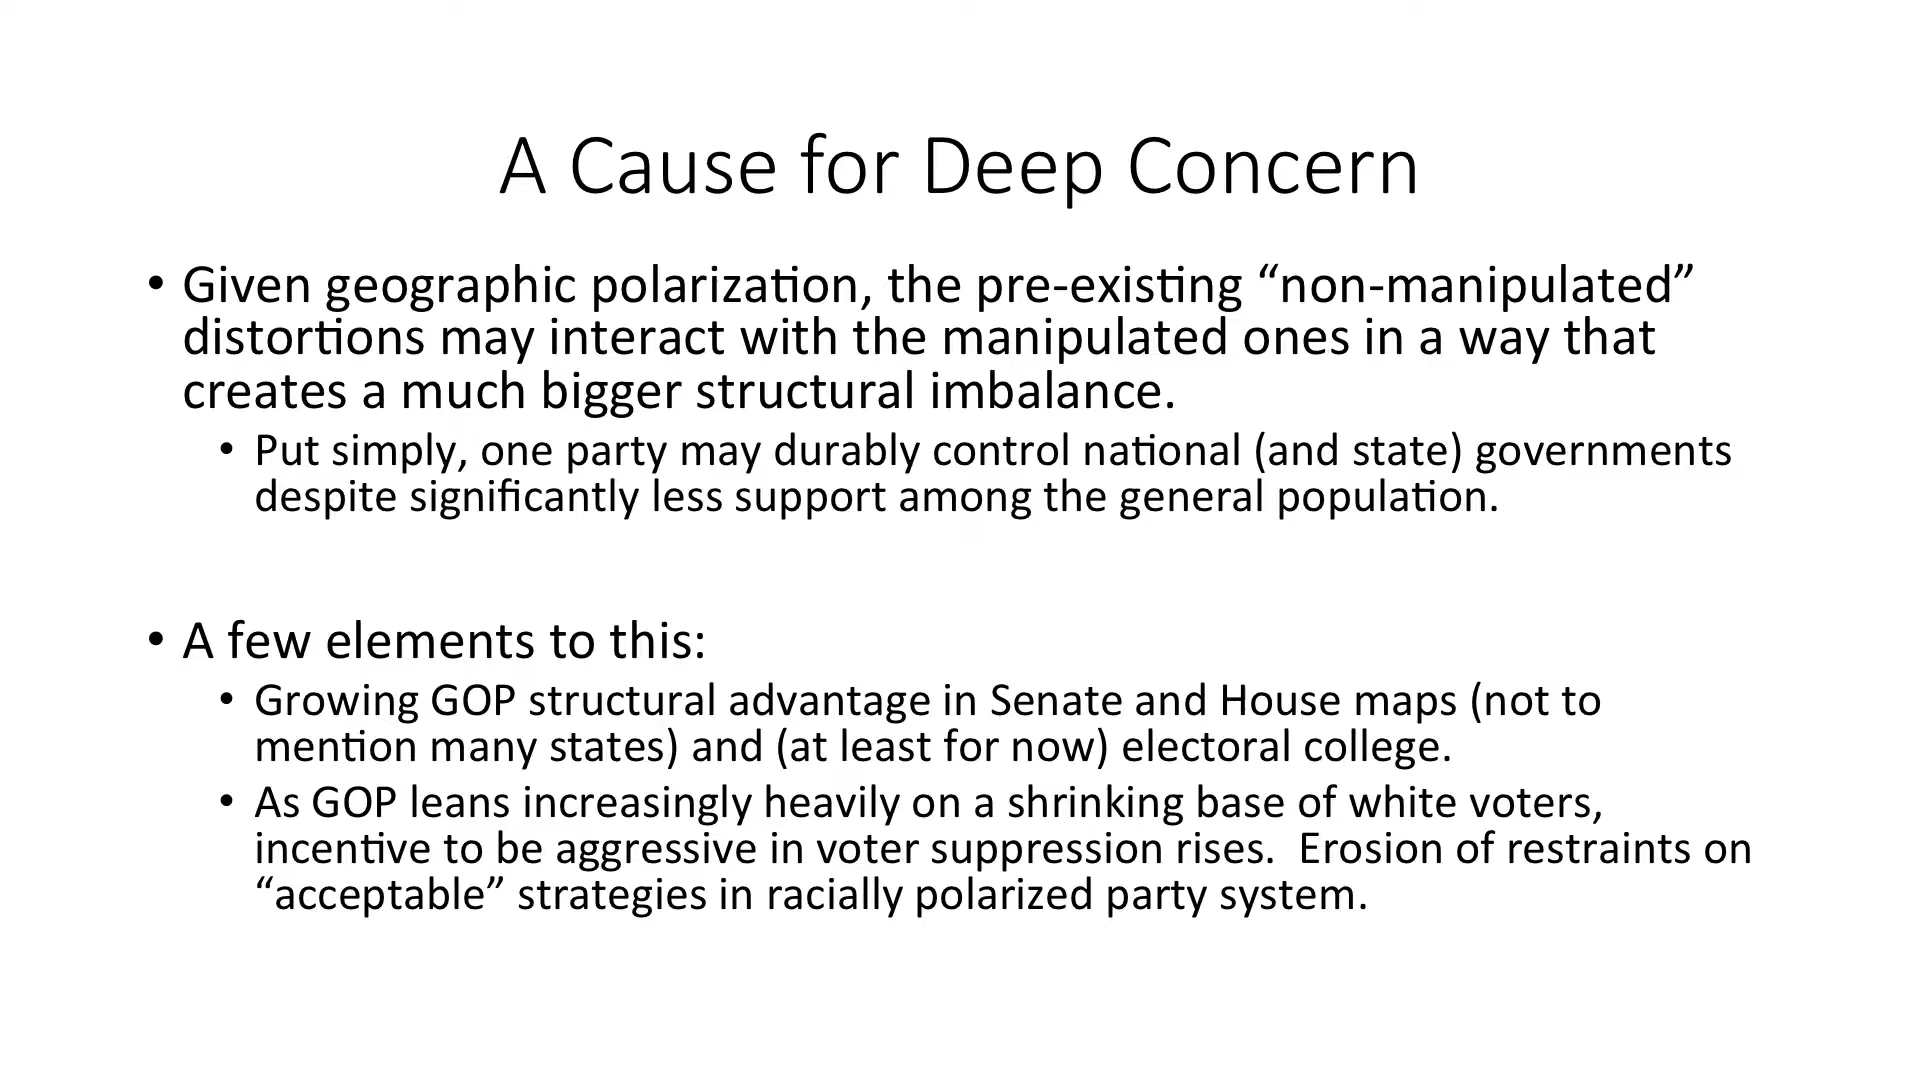 A Cause for Deep Concern
• Given geographic polarization, the pre-existing “non-manipulated”
distortions may interact with the manipulated ones in a way that
creates a much bigger structural imbalance.
• Put simply, one party may durably control national (and state) governments
despite significantly less support among the general population.
• A few elements to this:
• Growing GOP structural advantage in Senate and House maps (not to
mention many states) and (at least for now) electoral college.
• As GOP leans increasingly heavily on a shrinking base of white voters,
incentive to be aggressive in voter suppression rises.  Erosion of restraints on
“acceptable” strategies in racially polarized party system.